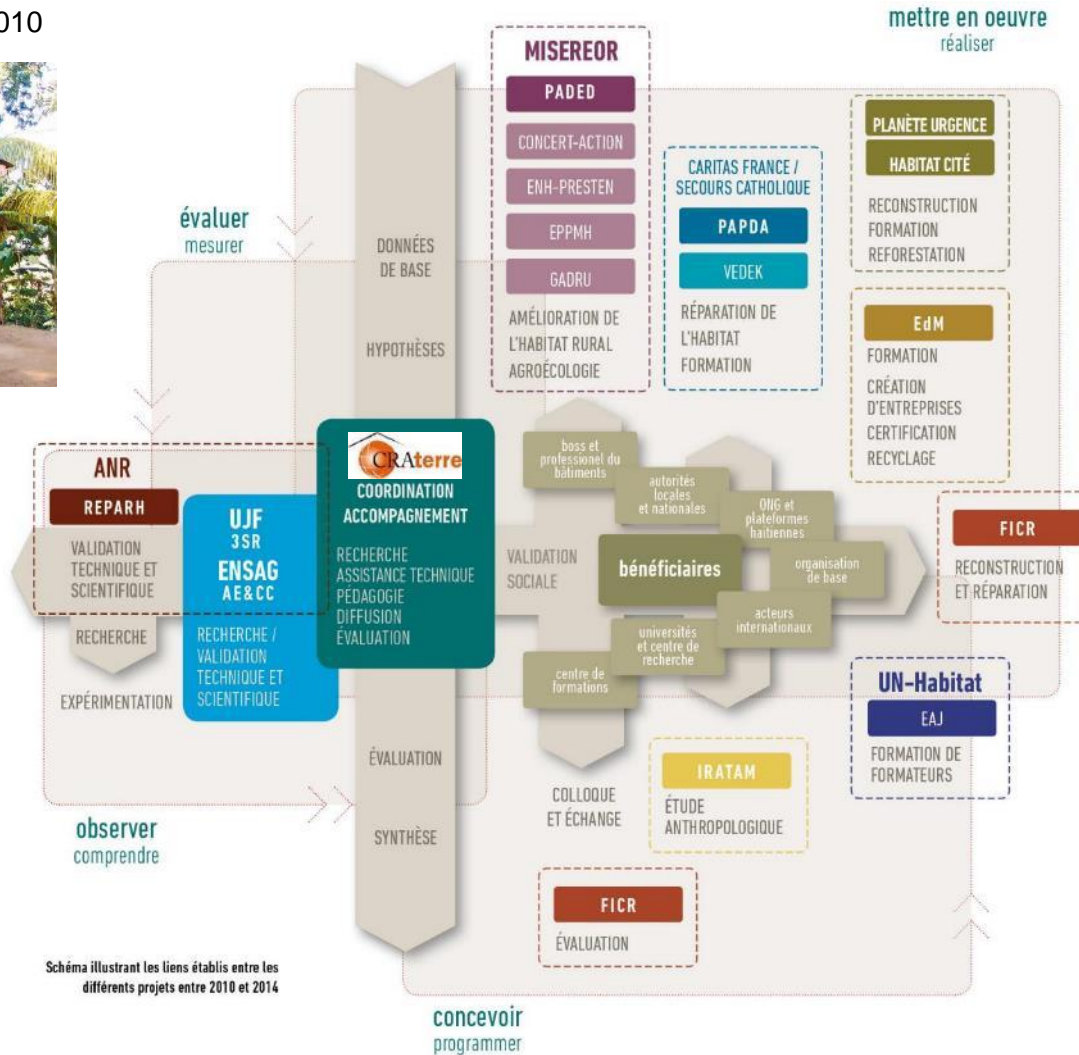 010
mettre en oeuvre
réaliser
MISEREOR
PADED
CONCERT-ACTION
ENH-PRESTEN
EPPMH
GADRU
AMÉLIORATION DE
L'HABITAT RURAL
AGROÉCOLOGIE
CARITAS FRANCE /
SECOURS CATHOLIQUE
PAPDA
VEDEK
RÉPARATION DE
L'HABITAT
FORMATION
PLANÈTE URGENCE
HABITAT CITÉ
RECONSTRUCTION
FORMATION
REFORESTATION
EdM
FORMATION
CRÉATION
D'ENTREPRISES
CERTIFICATION
RECYCLAGE
évaluer
mesurer
DONNÉES
DE BASE
HYPOTHÈSES
ANR
REPARH
VALIDATION
TECHNIQUE ET
SCIENTIFIQUE
RECHERCHE
EXPÉRIMENTATION
UJF
3SR
ENSAG
AE&CC
RECHERCHE /
VALIDATION
TECHNIQUE ET
SCIENTIFIQUE
CRAterre
COORDINATION
ACCOMPAGNEMENT
RECHERCHE
ASSISTANCE TECHNIQUE
PÉDAGOGIE
DIFFUSION
ÉVALUATION
VALIDATION
SOCIALE
boss et
professionel du
bâtiments
autorités
locales
et nationales
ONG et
plateformes
haïtiennes
bénéficiaires
organisation
de base
acteurs
internationaux
universités
et centre de
recherche
centre de
formations
FICR
RECONSTRUCTION
ET RÉPARATION
UN-Habitat
EAJ
FORMATION DE
FORMATEURS
ÉVALUATION
SYNTHÈSE
COLLOQUE
ET ÉCHANGE
IRATAM
ÉTUDE
ANTHROPOLOGIQUE
FICR
ÉVALUATION
observer
comprendre
Schéma illustrant les liens établis entre les
différents projets entre 2010 et 2014
concevoir
programmer